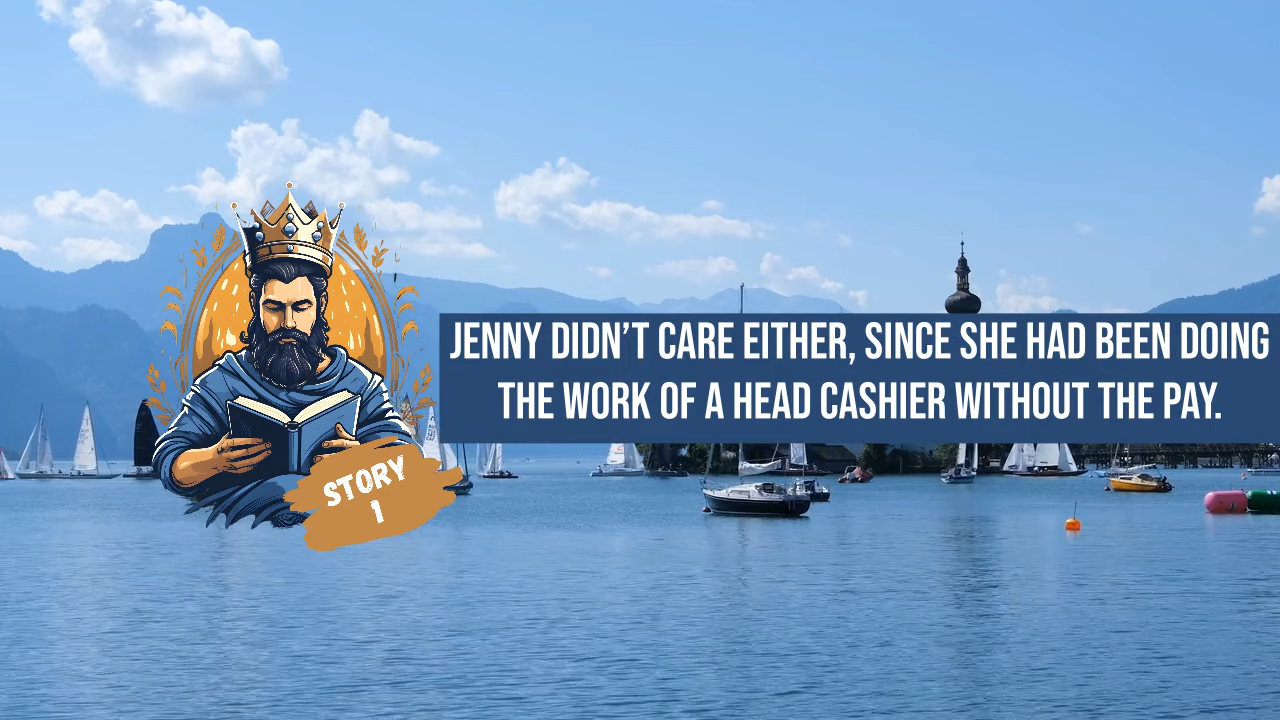 JENNY DIDN’T CARE EITHER, SINCE SHE HAD BEEN DOING
THE WORK OF A HEAD CASHIER WITHOUT THE PAY.
STORY
1